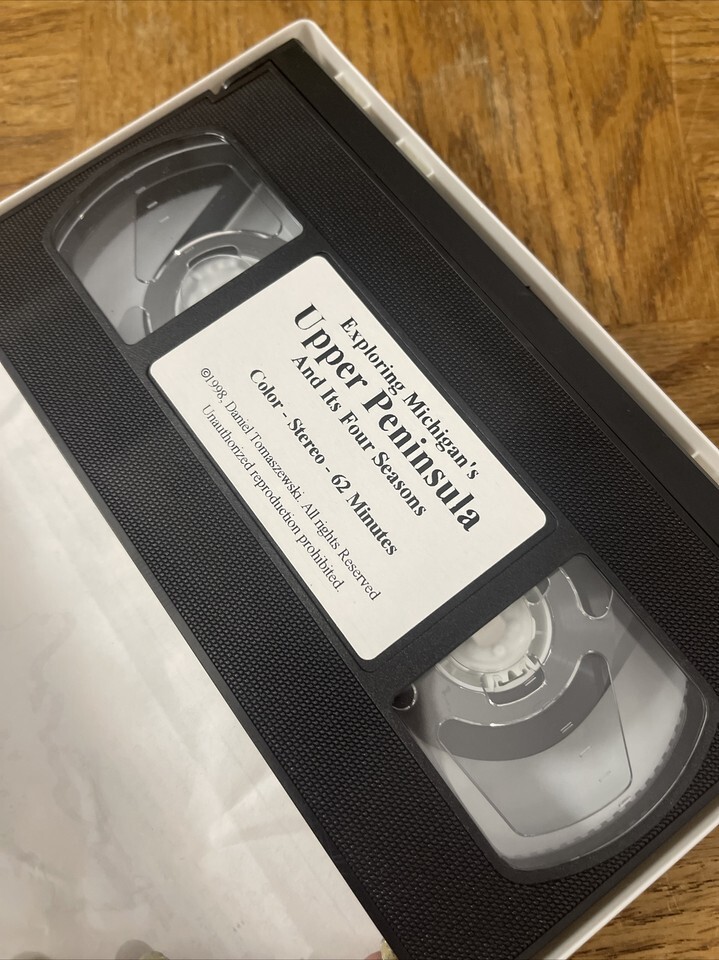 Exploring Michigan's
Upper Peninsula
And Its Four Seasons
Color - Stereo - 62 Minutes
©1998, Daniel Tomaszewski. All rights Reserved
Unauthorized reproduction prohibited.